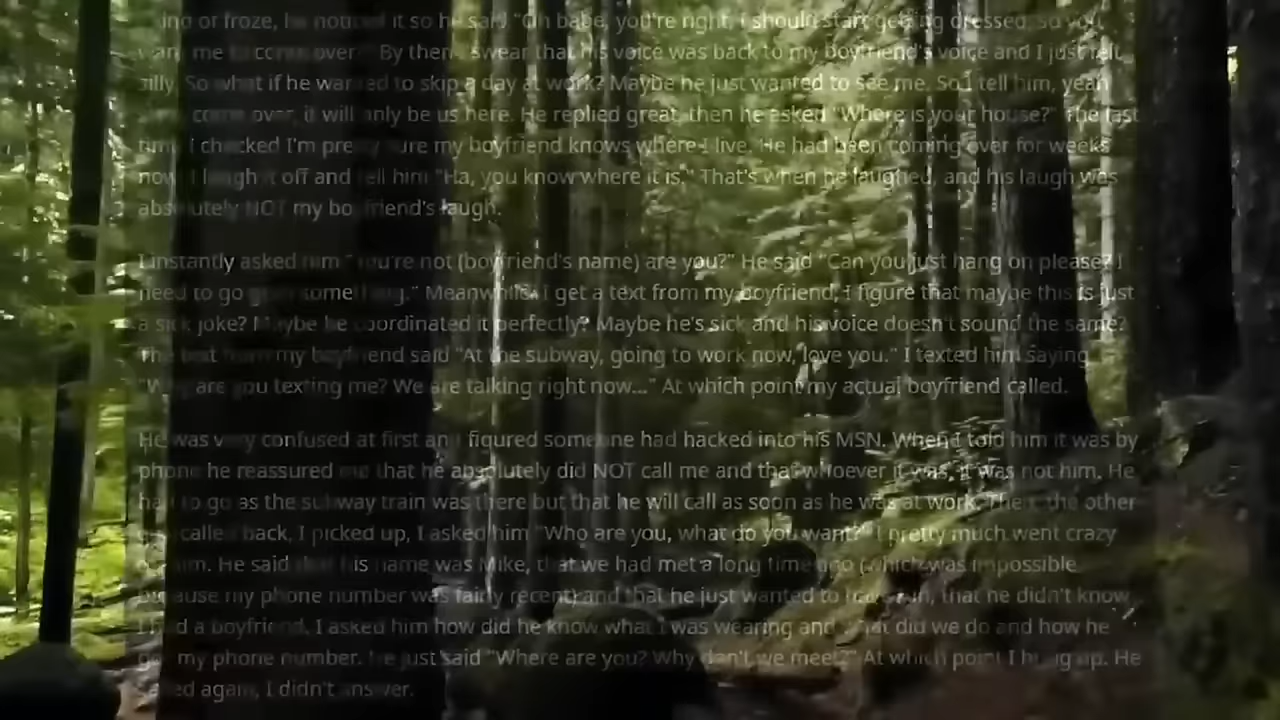 ing or froze, he noticed it so he said "Oh babe, you're right, i should start getting dressed. So you
want me to come over?" By then I swear that his voice was back to my boyfriend's voice and I just felt
silly. So what if he wanted to skip a day at work? Maybe he just wanted to see me. So I tell him, yeah
come over, it will only be us here. He replied great, then he asked "Where is your house?" The last
time I checked I'm pretty sure my boyfriend knows where I live. He had been coming over for weeks
now. I laugh it off and tell him "Ha, you know where it is." That's when he laughed, and his laugh was
absolutely NOT my boyfriend's laugh.
I instantly asked him "You're not (boyfriend's name) are you?" He said "Can you just hang on please? I
need to go get something." Meanwhile, I get a text from my boyfriend, I figure that maybe this is just
a sick joke? Maybe he coordinated it perfectly? Maybe he's sick and his voice doesn't sound the same?
The text from my boyfriend said "At the subway, going to work now, love you." I texted him saying
"Why are you texting me? We are talking right now..." At which point my actual boyfriend called.
He was very confused at first and figured someone had hacked into his MSN. When I told him it was by
phone he reassured me that he absolutely did NOT call me and that whoever it was, it was not him. He
had to go as the subway train was there but that he will call as soon as he was at work. Then, the other
called back, I picked up, I asked him "Who are you, what do you want?" I pretty much went crazy
on him. He said that his name was Mike, that we had met a long time ago (which was impossible
because my phone number was fairly recent) and that he just wanted to have fun, that he didn't know
I had a boyfriend. I asked him how did he know what I was wearing and what did we do and how he
got my phone number. He just said "Where are you? Why don't we meet?" At which point I hung up. He
called again, I didn't answer.